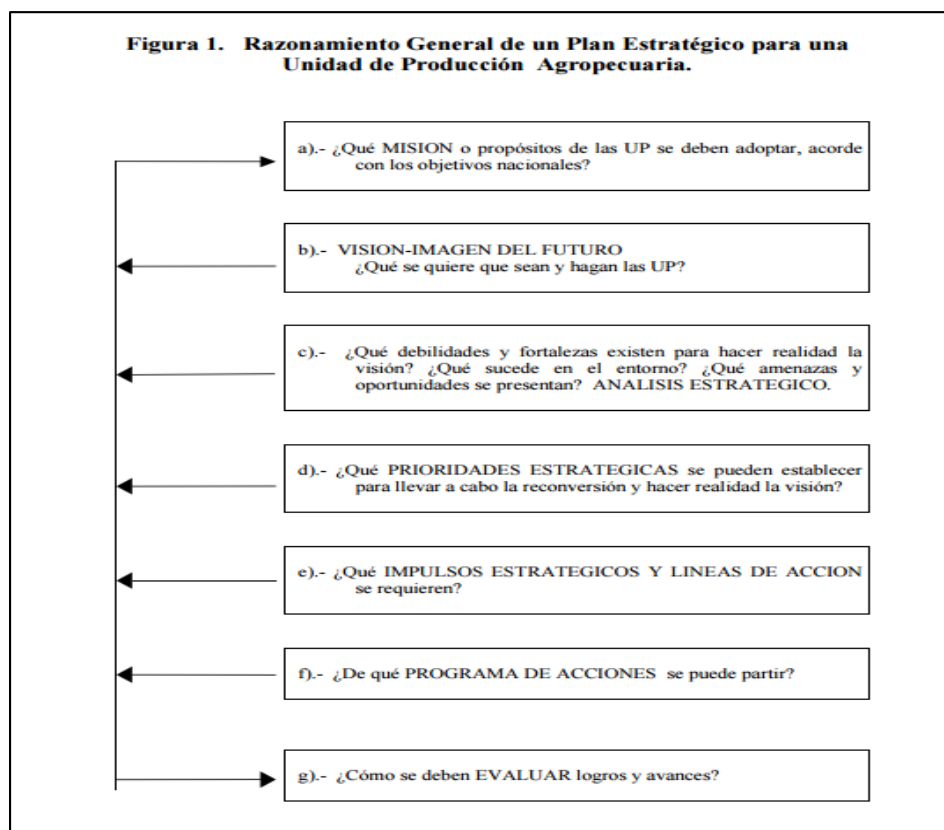 Figura 1. Razonamiento General de un Plan Estratégico para una
Unidad de Producción Agropecuaria.
a).- ¿Qué MISION o propósitos de las UP se deben adoptar, acorde
con los objetivos nacionales?
b).- VISION-IMAGEN DEL FUTURO
¿Qué se quiere que sean y hagan las UP?
c).- ¿Qué debilidades y fortalezas existen para hacer realidad la
visión? ¿Qué sucede en el entorno? ¿Qué amenazas y
oportunidades se presentan? ANALISIS ESTRATEGICO.
d).- ¿Qué PRIORIDADES ESTRATEGICAS se pueden establecer
para llevar a cabo la reconversión y hacer realidad la visión?
e).- ¿Qué IMPULSOS ESTRATEGICOS Y LINEAS DE ACCION
se requieren?
f).- ¿De qué PROGRAMA DE ACCIONES se puede partir?
g).- ¿Cómo se deben EVALUAR logros y avances?